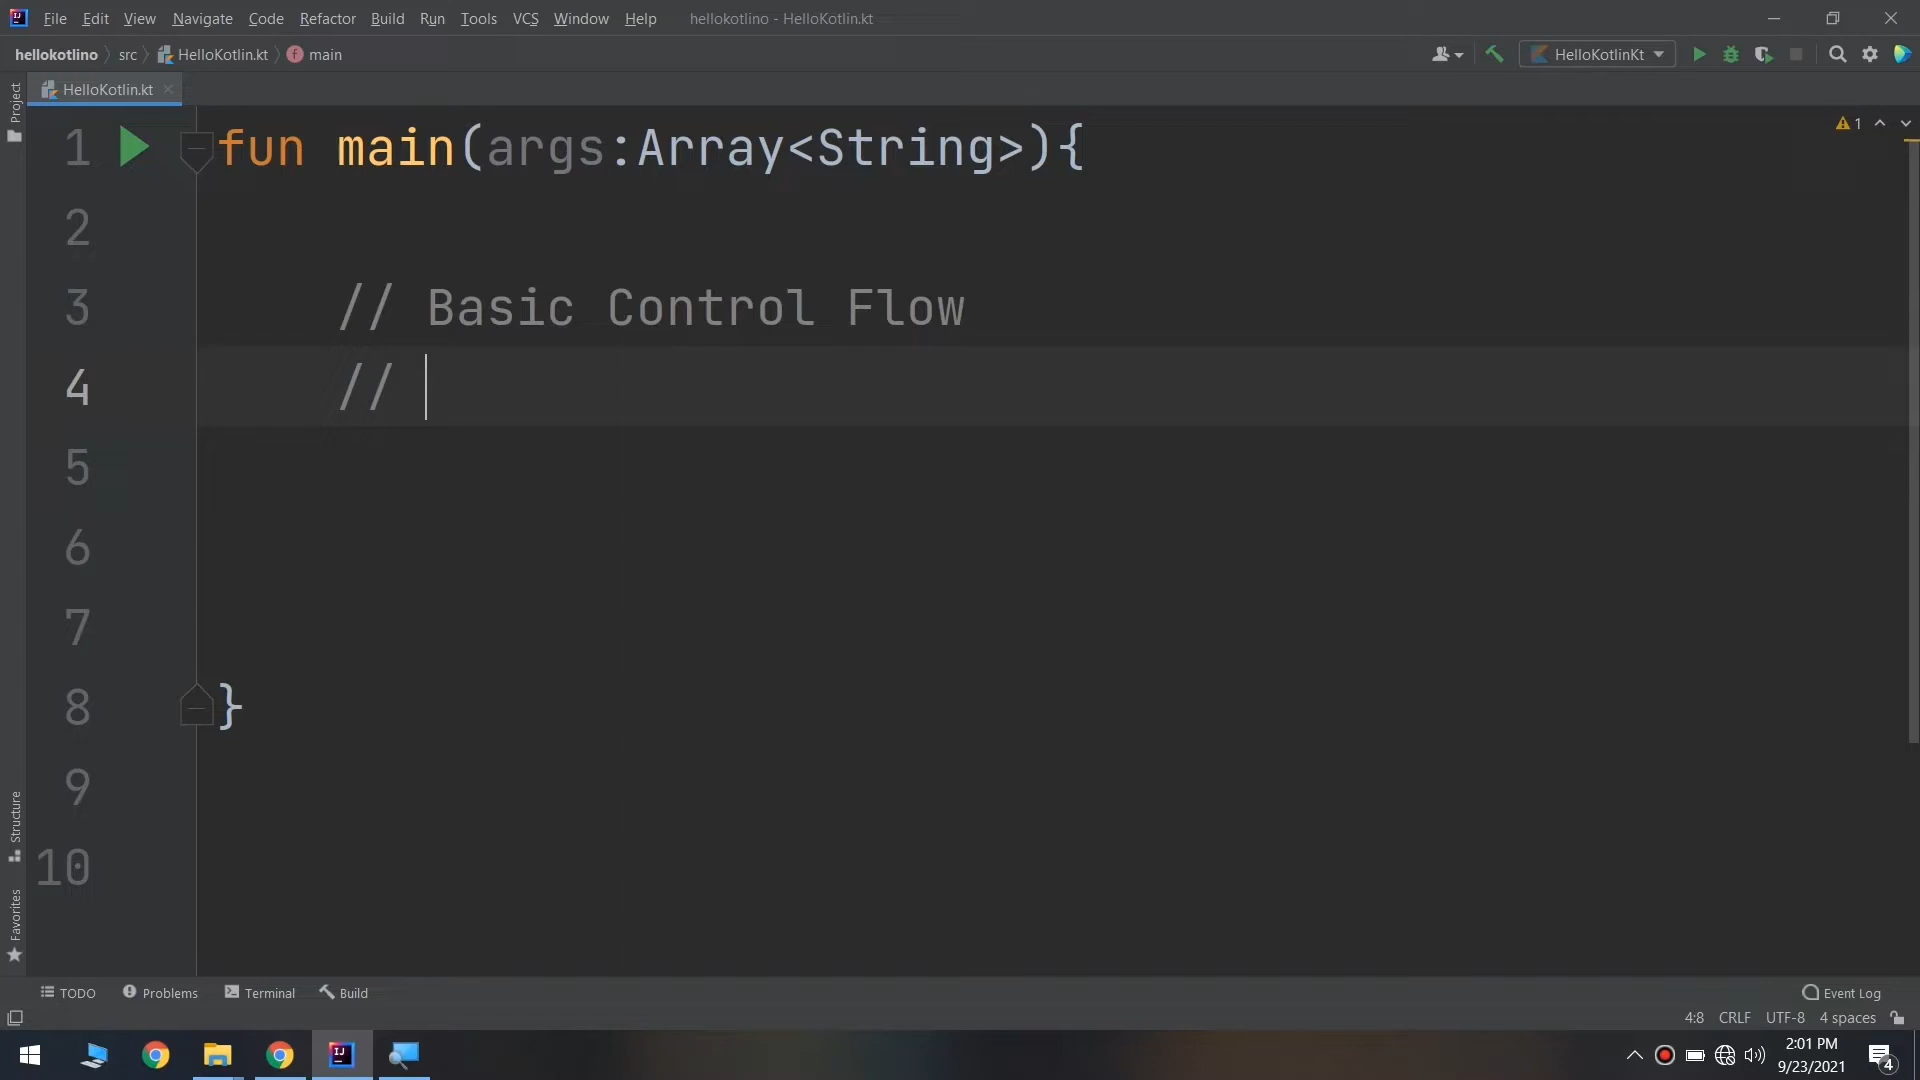 File Edit View Navigate Code Refactor Build Run Tools VCS Window Help hellokotlino - HelloKotlin.kt
hellokotlino src HelloKotlin.kt main HelloKotlinKt
Project
HelloKotlin.kt
1
1 fun main(args:Array<String>){
2
3 // Basic Control Flow
4 //
5
6
7
8 }
9
10
Structure
Favorites
TODO Problems Terminal Build Event Log
4:8 CRLF UTF-8 4 spaces
2:01 PM
9/23/2021
4